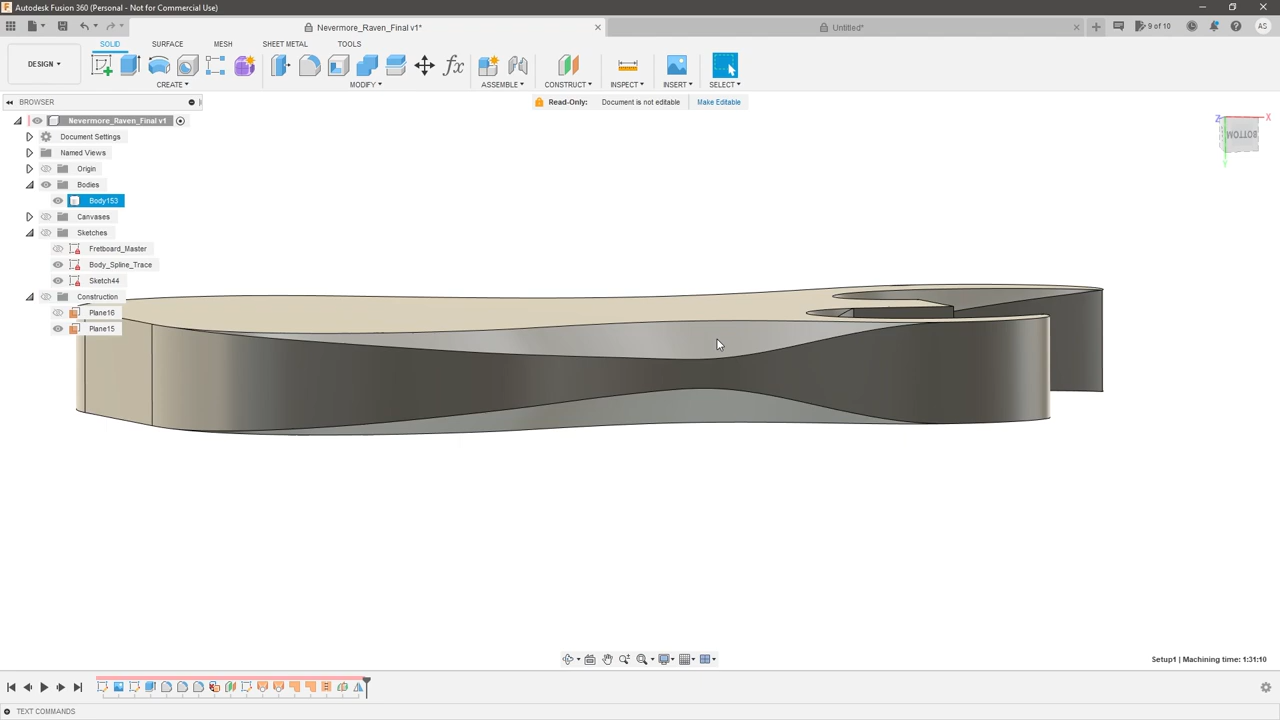 Autodesk Fusion 360 (Personal - Not for Commercial Use)
Nevermore_Raven_Final v1*
Untitled*
9 of 10
AS
SOLID
SURFACE
MESH
SHEET METAL
TOOLS
DESIGN
CREATE
MODIFY
ASSEMBLE
CONSTRUCT
INSPECT
INSERT
SELECT
BROWSER
Read-Only:
Document is not editable
Make Editable
Nevermore_Raven_Final v1
Document Settings
Named Views
Origin
Bodies
Body153
Canvases
Sketches
Fretboard_Master
Body_Spline_Trace
Sketch44
Construction
Plane16
Plane15
Z
X
BOTTOM
Y
Setup1 | Machining time: 1:31:10
TEXT COMMANDS